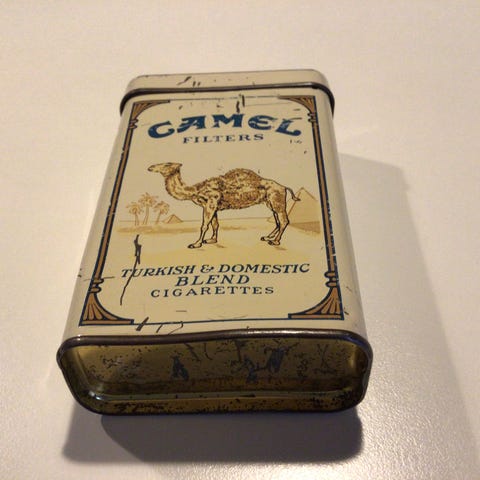 CAMEL
FILTERS
TURKISH & DOMESTIC
BLEND
CIGARETTES